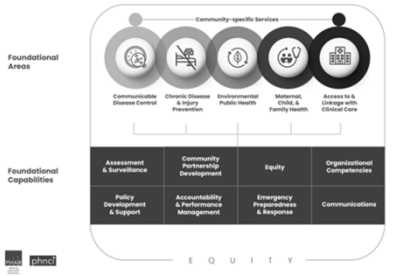 Community-specific Services
Foundational
Areas
Communicable
Disease Control
Chronic Disease
& Injury
Prevention
Environmental
Public Health
Maternal,
Child, &
Family Health
Access to &
Linkage with
Clinical Care
Foundational
Capabilities
Assessment
& Surveillance
Community
Partnership
Development
Equity
Organizational
Competencies
Policy
Development
& Support
Accountability
& Performance
Management
Emergency
Preparedness
& Response
Communications
PHAB
phnci
EQUITY